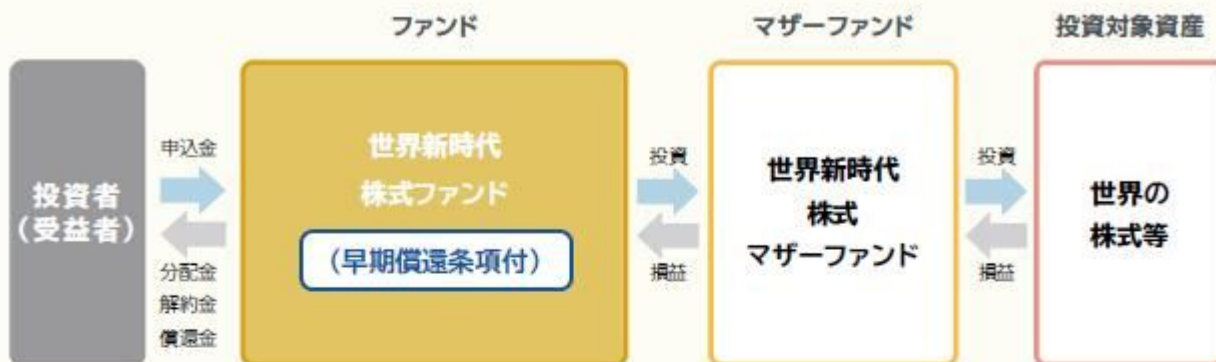 ファンド
マザーファンド
投資対象資産
投資者
(受益者)
申込金
分配金
解約金
償還金
世界新時代
株式ファンド
(早期償還条項付)
投資
損益
世界新時代
株式
マザーファンド
投資
損益
世界の
株式等